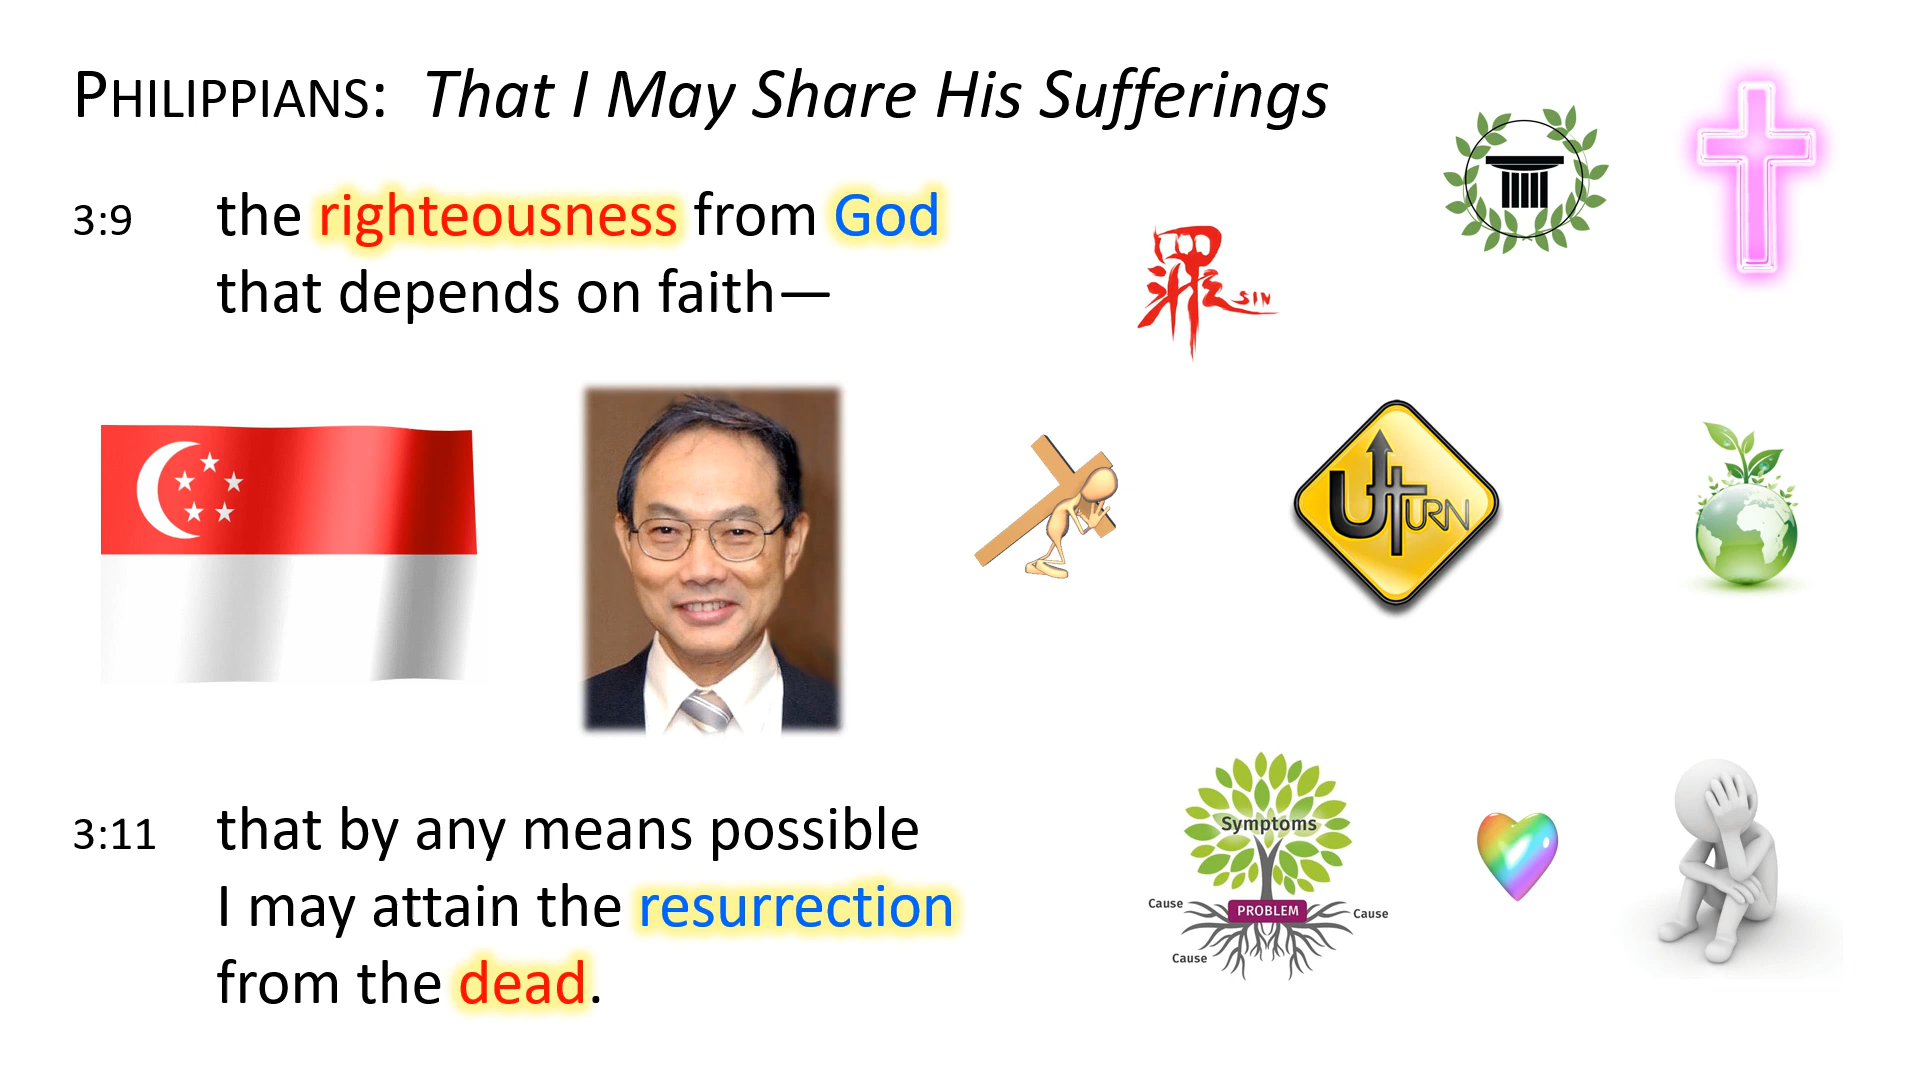 PHILIPPIANS: That I May Share His Sufferings
3:9 the righteousness from God
that depends on faith—
罪 SIN
U TURN
3:11 that by any means possible
I may attain the resurrection
from the dead.
Symptoms
Cause
PROBLEM
Cause
Cause